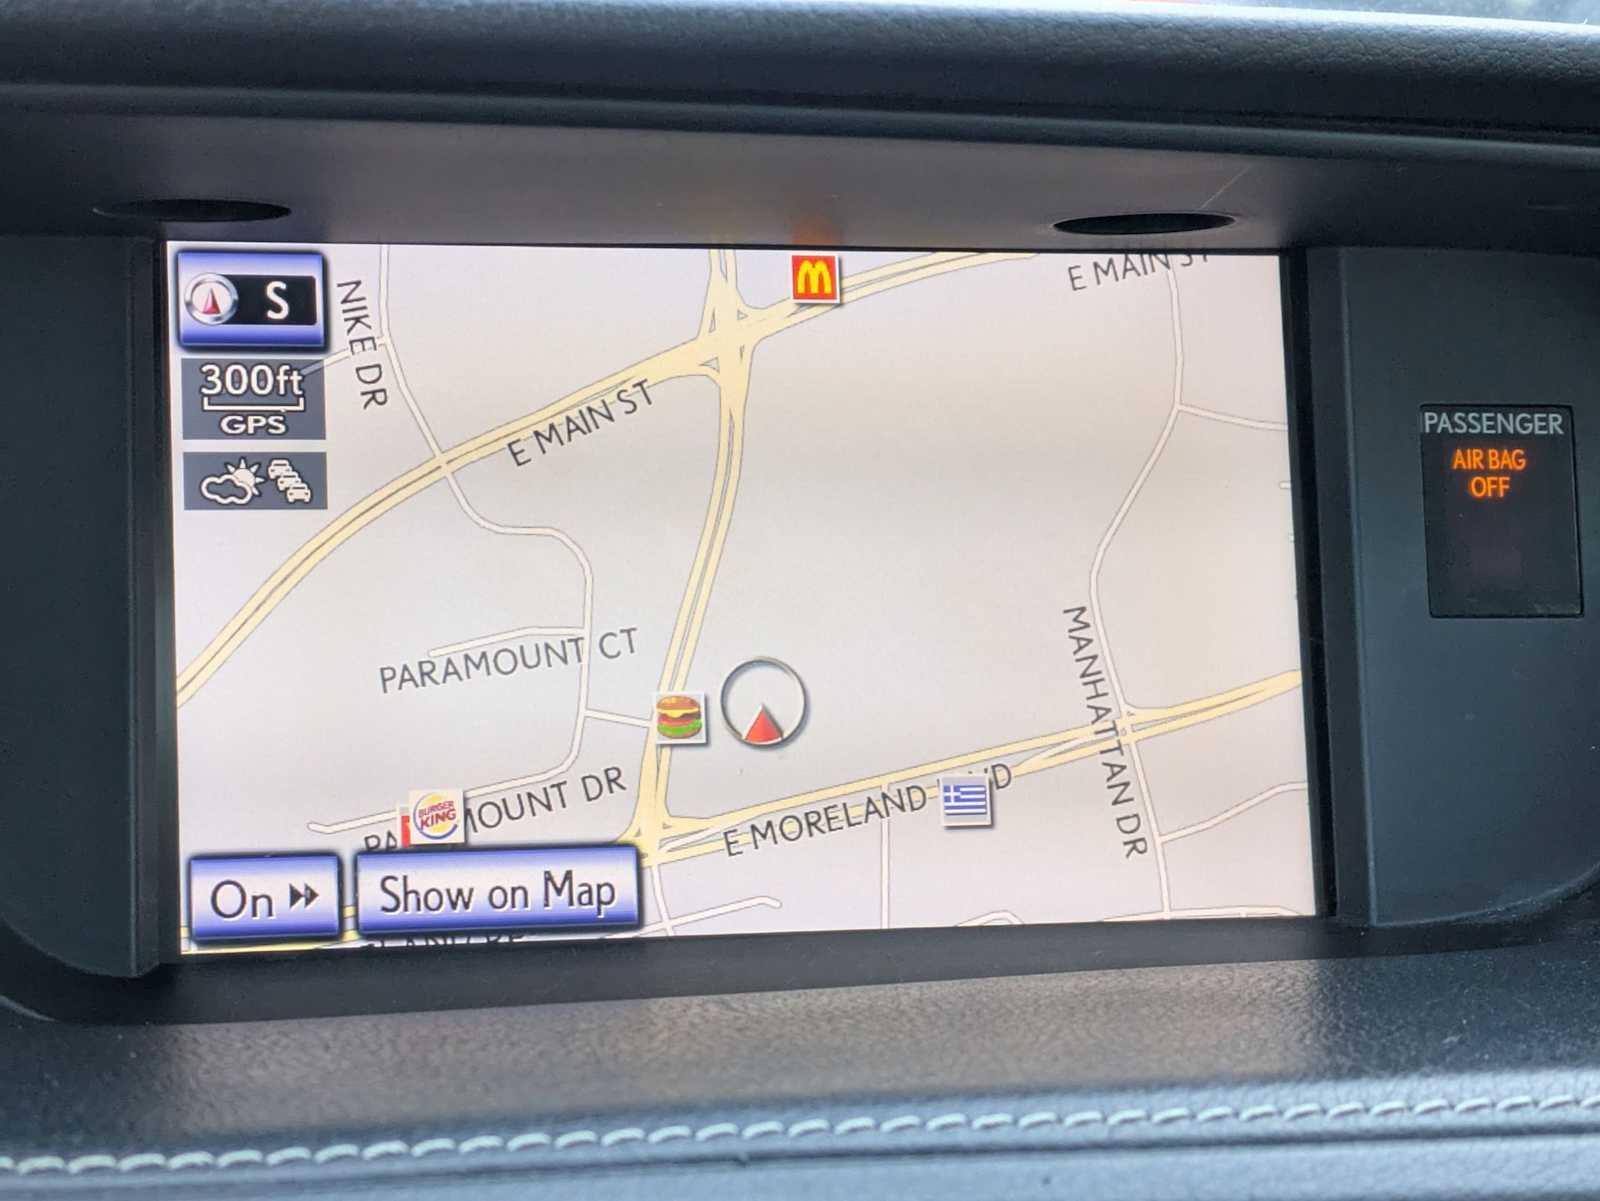 S
300ft
GPS
NIKE DR
E MAIN ST
E MAIN ST
PASSENGER
AIR BAG
OFF
PARAMOUNT CT
MANHATTAN DR
BURGER
KING
PA MOUNT DR
E MORELAND D
On
Show on Map